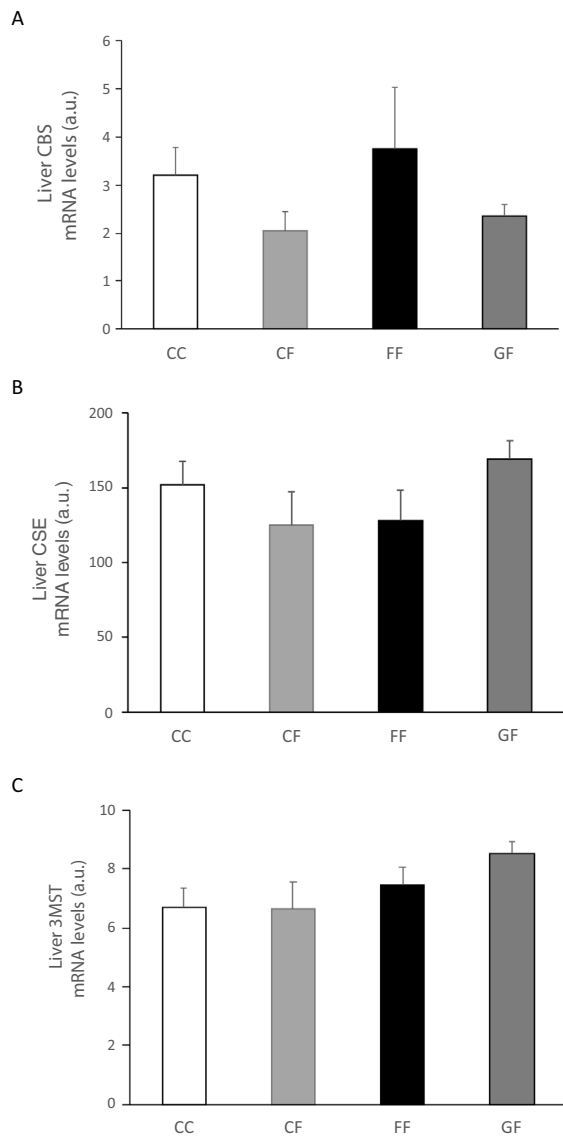 A
Liver CBS
mRNA levels (a.u.)
6
5
4
3
2
1
0
CC CF FF GF
B
Liver CSE
mRNA levels (a.u.)
200
150
100
50
0
CC CF FF GF
C
Liver 3MST
mRNA levels (a.u.)
10
8
6
4
2
0
CC CF FF GF